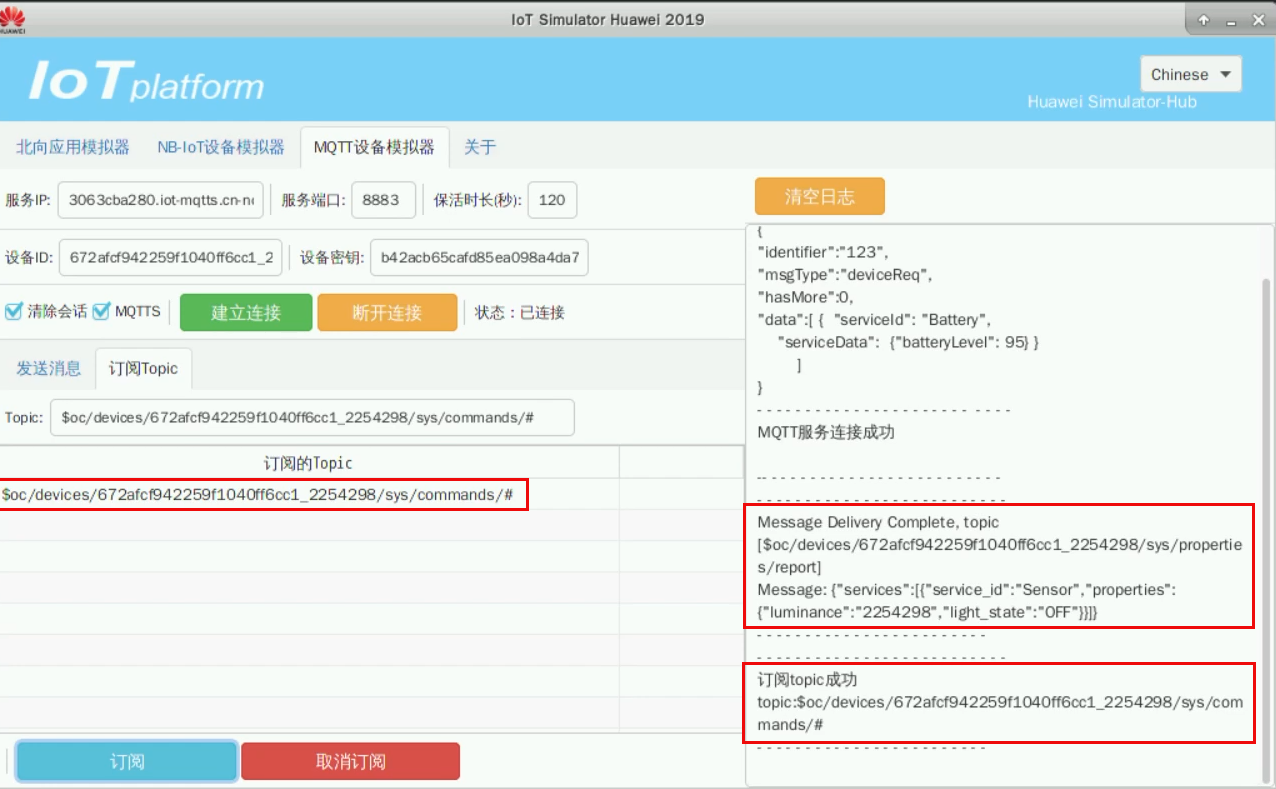 IoT Simulator Huawei 2019
HUAWEI
IoT platform
Chinese
Huawei Simulator-Hub
北向应用模拟器 NB-IoT设备模拟器 MQTT设备模拟器 关于
服务IP: 3063cba280.iot-mqtts.cn-n 服务端口: 8883 保活时长(秒): 120
清空日志
设备ID: 672afcf942259f1040ff6cc1_2 设备密钥: b42acb65cafd85ea098a4da7
清除会话 MQTTS 建立连接 断开连接 状态：已连接
发送消息 订阅Topic
Topic: $oc/devices/672afcf942259f1040ff6cc1_2254298/sys/commands/#
订阅的Topic
$oc/devices/672afcf942259f1040ff6cc1_2254298/sys/commands/#
订阅 取消订阅
{
"identifier":"123",
"msgType":"deviceReq",
"hasMore":0,
"data":[ { "serviceId": "Battery",
"serviceData": {"batteryLevel": 95} }
]
}
- - - - - - - - - - - - - - - - - - - - - - - - - -
MQTT服务连接成功
-- - - - - - - - - - - - - - - - - - - - - - - - -
- - - - - - - - - - - - - - - - - - - - - - - - - -
Message Delivery Complete, topic
[$oc/devices/672afcf942259f1040ff6cc1_2254298/sys/propertie
s/report]
Message: {"services":[{"service_id":"Sensor","properties":
{"luminance":"2254298","light_state":"OFF"}}]}
- - - - - - - - - - - - - - - - - - - - - - - -
- - - - - - - - - - - - - - - - - - - - - - - - - -
订阅topic成功
topic:$oc/devices/672afcf942259f1040ff6cc1_2254298/sys/com
mands/#
- - - - - - - - - - - - - - - - - - - - - - - -